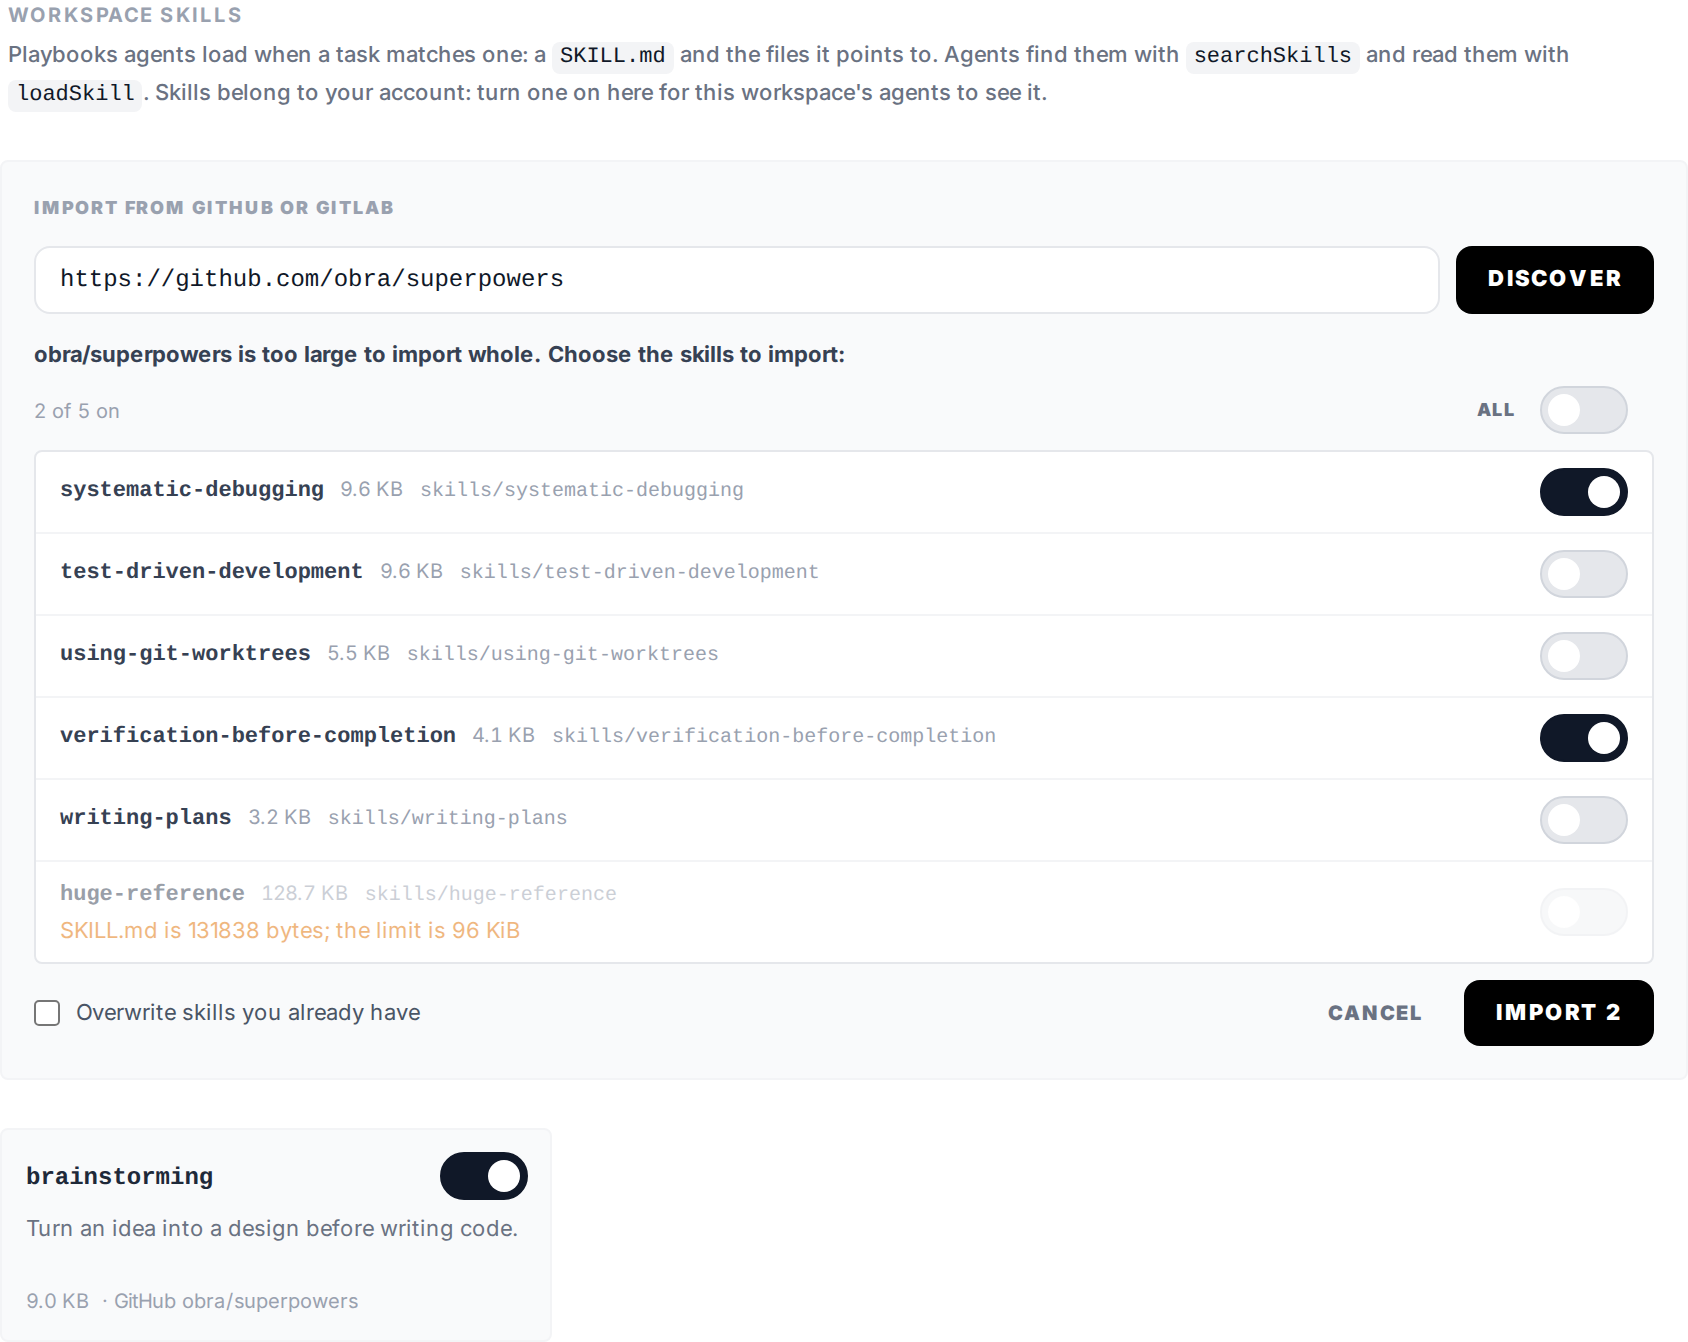 WORKSPACE SKILLS
Playbooks agents load when a task matches one: a SKILL.md and the files it points to. Agents find them with searchSkills and read them with
loadSkill. Skills belong to your account: turn one on here for this workspace's agents to see it.
IMPORT FROM GITHUB OR GITLAB
https://github.com/obra/superpowers DISCOVER
obra/superpowers is too large to import whole. Choose the skills to import:
2 of 5 on ALL
systematic-debugging 9.6 KB skills/systematic-debugging
test-driven-development 9.6 KB skills/test-driven-development
using-git-worktrees 5.5 KB skills/using-git-worktrees
verification-before-completion 4.1 KB skills/verification-before-completion
writing-plans 3.2 KB skills/writing-plans
huge-reference 128.7 KB skills/huge-reference
SKILL.md is 131838 bytes; the limit is 96 KiB
Overwrite skills you already have CANCEL IMPORT 2
brainstorming
Turn an idea into a design before writing code.
9.0 KB · GitHub obra/superpowers